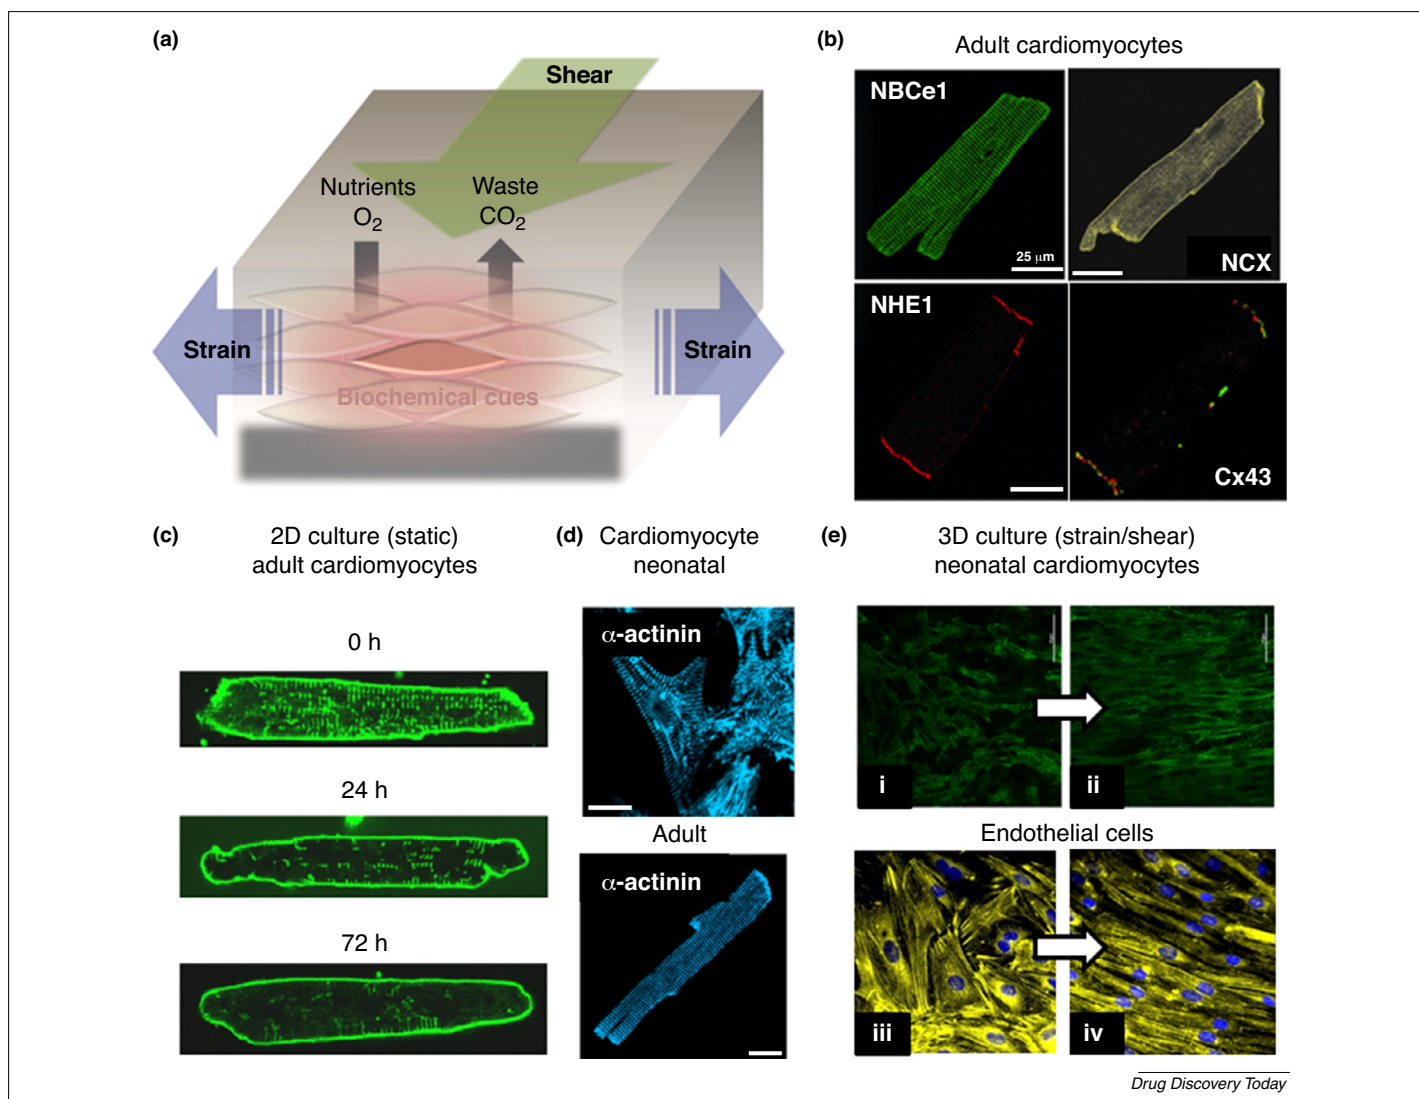 (a)
Shear
Nutrients
O2
Waste
CO2
Strain
Strain
Biochemical cues
(b)
Adult cardiomyocytes
NBCe1
25 μm
NCX
NHE1
Cx43
(c)
2D culture (static)
adult cardiomyocytes
0 h
24 h
72 h
(d)
Cardiomyocyte
neonatal
α-actinin
Adult
α-actinin
(e)
3D culture (strain/shear)
neonatal cardiomyocytes
i
ii
Endothelial cells
iii
iv
Drug Discovery Today